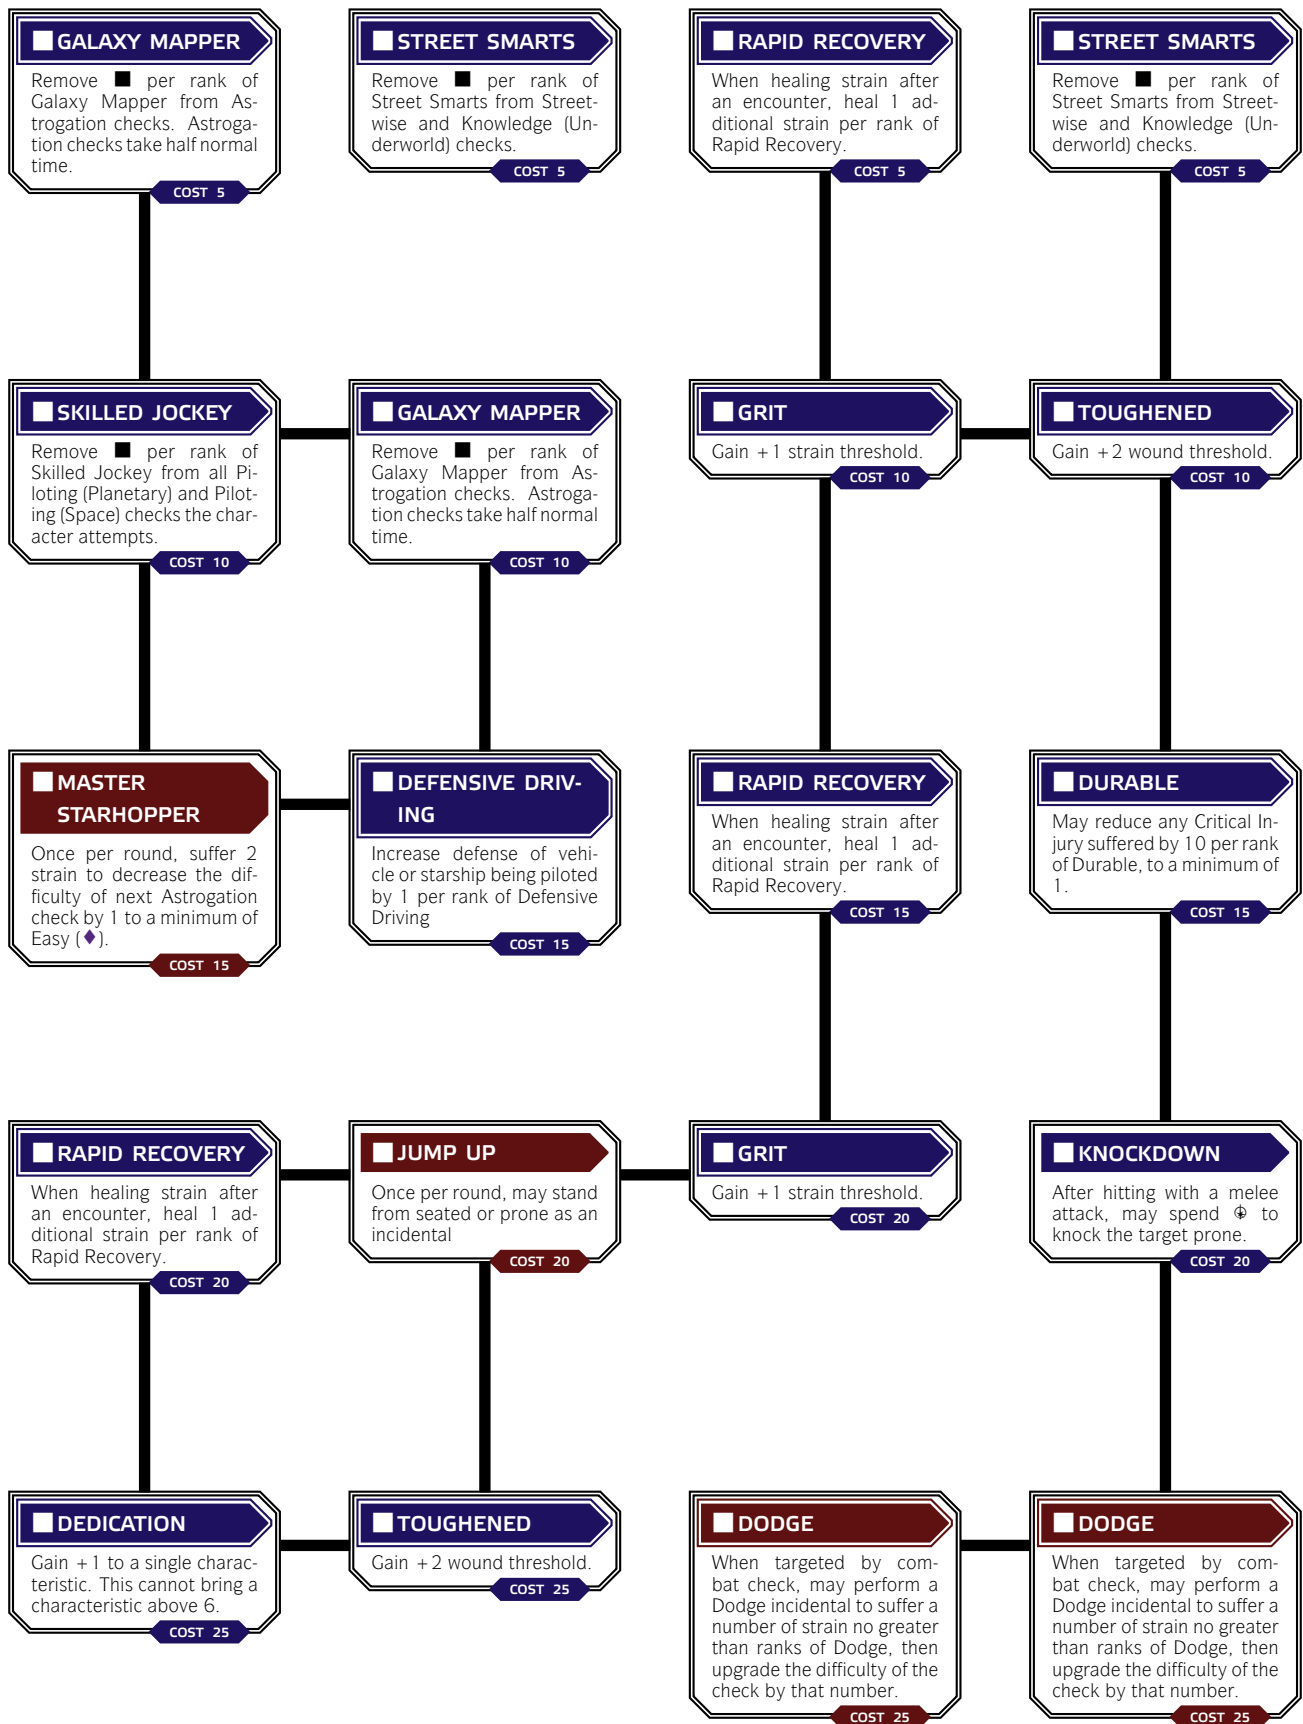 GALAXY MAPPER
Remove ■ per rank of
Galaxy Mapper from As-
trogation checks. Astroga-
tion checks take half normal
time.
COST 5
STREET SMARTS
Remove ■ per rank of
Street Smarts from Street-
wise and Knowledge (Un-
derworld) checks.
COST 5
RAPID RECOVERY
When healing strain after
an encounter, heal 1 ad-
ditional strain per rank of
Rapid Recovery.
COST 5
STREET SMARTS
Remove ■ per rank of
Street Smarts from Street-
wise and Knowledge (Un-
derworld) checks.
COST 5
SKILLED JOCKEY
Remove ■ per rank of
Skilled Jockey from all Pi-
loting (Planetary) and Pilot-
ing (Space) checks the char-
acter attempts.
COST 10
GALAXY MAPPER
Remove ■ per rank of
Galaxy Mapper from As-
trogation checks. Astroga-
tion checks take half normal
time.
COST 10
GRIT
Gain +1 strain threshold.
COST 10
TOUGHENED
Gain +2 wound threshold.
COST 10
MASTER
STARHOPPER
Once per round, suffer 2
strain to decrease the dif-
ficulty of next Astrogation
check by 1 to a minimum of
Easy (♦).
COST 15
DEFENSIVE DRIV-
ING
Increase defense of vehi-
cle or starship being piloted
by 1 per rank of Defensive
Driving
COST 15
RAPID RECOVERY
When healing strain after
an encounter, heal 1 ad-
ditional strain per rank of
Rapid Recovery.
COST 15
DURABLE
May reduce any Critical In-
jury suffered by 10 per rank
of Durable, to a minimum of
1.
COST 15
RAPID RECOVERY
When healing strain after
an encounter, heal 1 ad-
ditional strain per rank of
Rapid Recovery.
COST 20
JUMP UP
Once per round, may stand
from seated or prone as an
incidental
COST 20
GRIT
Gain +1 strain threshold.
COST 20
KNOCKDOWN
After hitting with a melee
attack, may spend to
knock the target prone.
COST 20
DEDICATION
Gain +1 to a single charac-
teristic. This cannot bring a
characteristic above 6.
COST 25
TOUGHENED
Gain +2 wound threshold.
COST 25
DODGE
When targeted by com-
bat check, may perform a
Dodge incidental to suffer a
number of strain no greater
than ranks of Dodge, then
upgrade the difficulty of the
check by that number.
COST 25
DODGE
When targeted by com-
bat check, may perform a
Dodge incidental to suffer a
number of strain no greater
than ranks of Dodge, then
upgrade the difficulty of the
check by that number.
COST 25